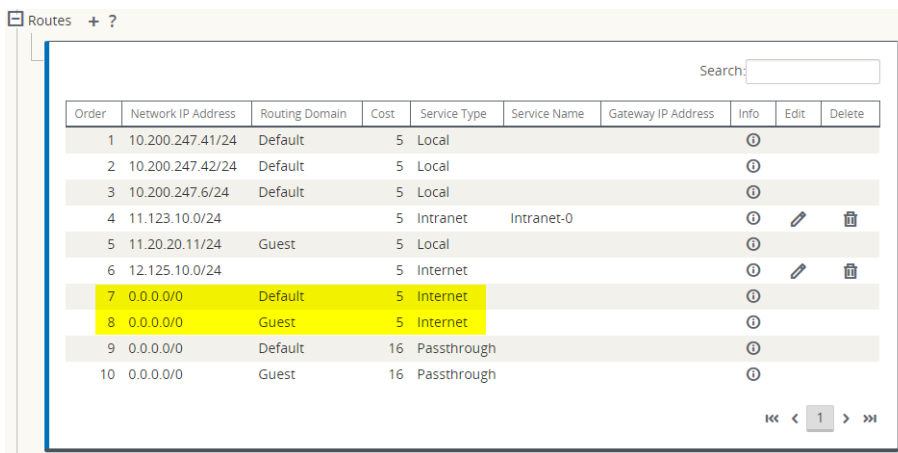 Routes + ?
Search:
Order Network IP Address Routing Domain Cost Service Type Service Name Gateway IP Address Info Edit Delete
1 10.200.247.41/24 Default 5 Local
2 10.200.247.42/24 Default 5 Local
3 10.200.247.6/24 Default 5 Local
4 11.123.10.0/24 5 Intranet Intranet-0
5 11.20.20.11/24 Guest 5 Local
6 12.125.10.0/24 5 Internet
7 0.0.0.0/0 Default 5 Internet
8 0.0.0.0/0 Guest 5 Internet
9 0.0.0.0/0 Default 16 Passthrough
10 0.0.0.0/0 Guest 16 Passthrough
1